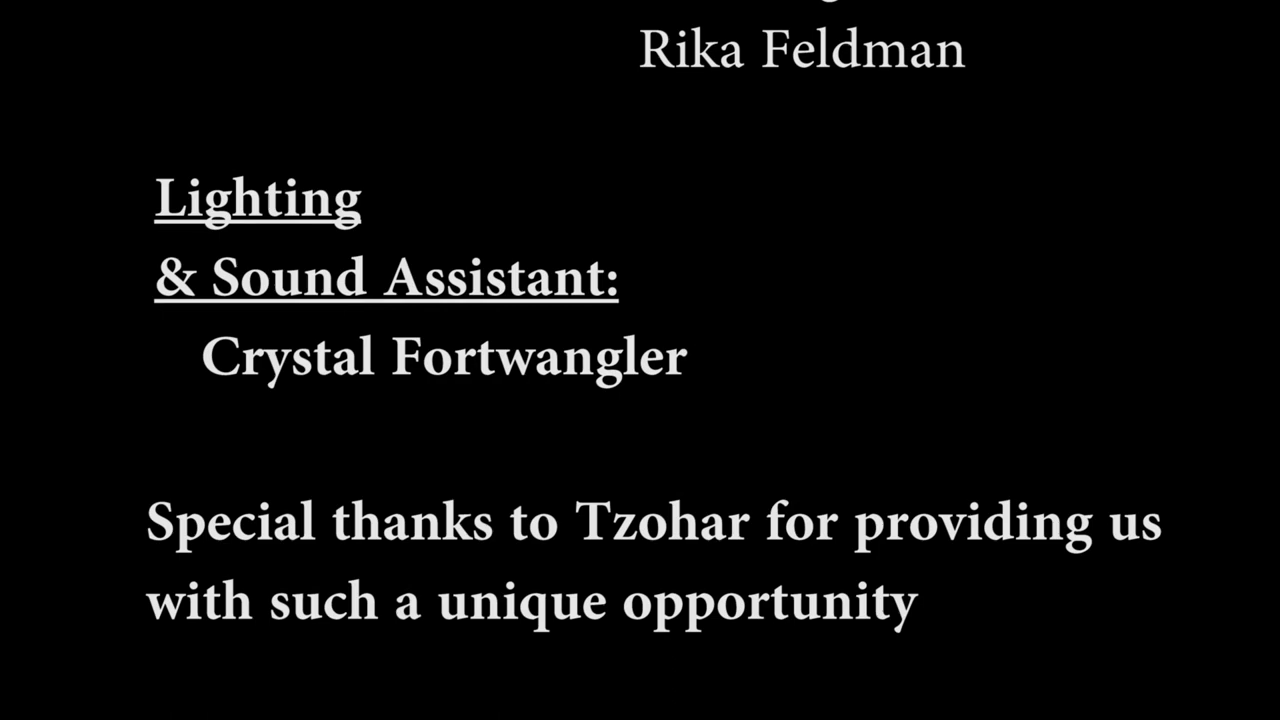 Rika Feldman
Lighting
& Sound Assistant:
Crystal Fortwangler
Special thanks to Tzohar for providing us
with such a unique opportunity